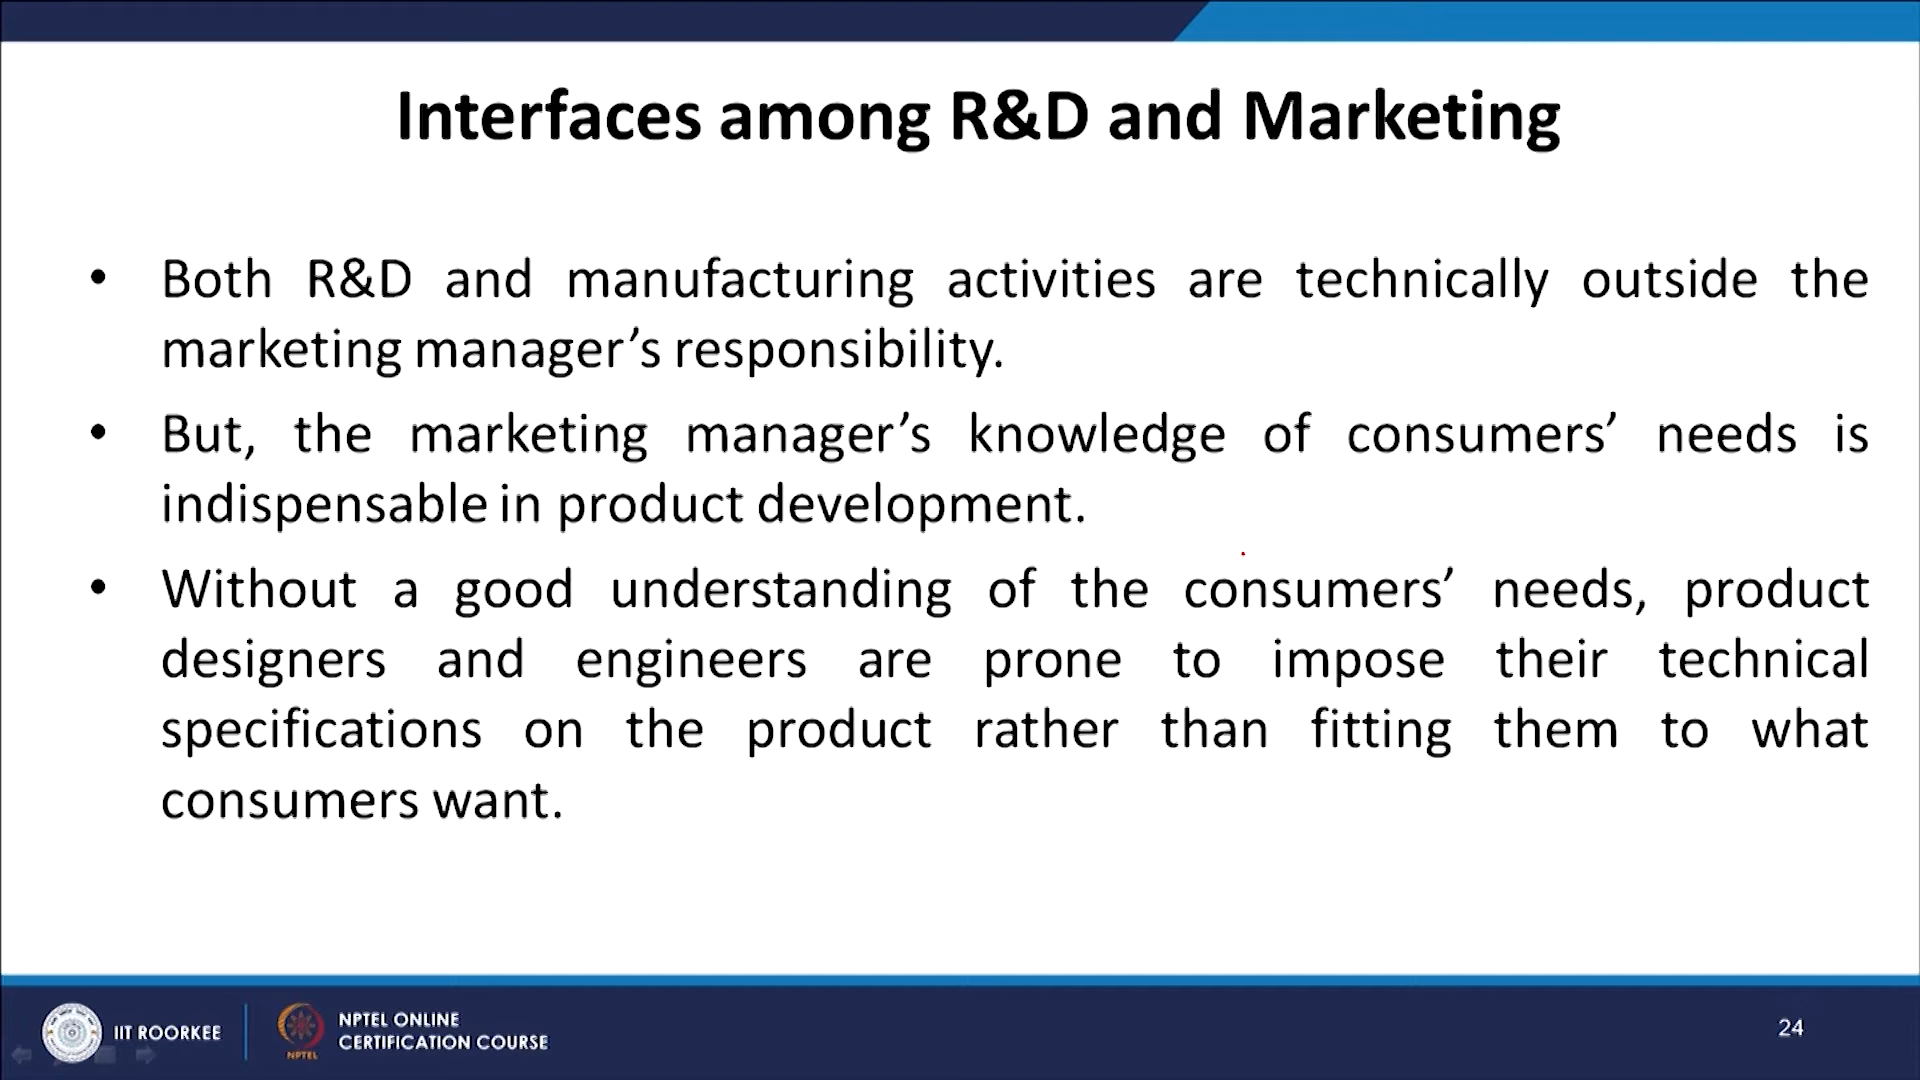 Interfaces among R&D and Marketing
• Both R&D and manufacturing activities are technically outside the
marketing manager’s responsibility.
• But, the marketing manager’s knowledge of consumers’ needs is
indispensable in product development.
• Without a good understanding of the consumers’ needs, product
designers and engineers are prone to impose their technical
specifications on the product rather than fitting them to what
consumers want.
IIT ROORKEE
NPTEL
NPTEL ONLINE
CERTIFICATION COURSE
24